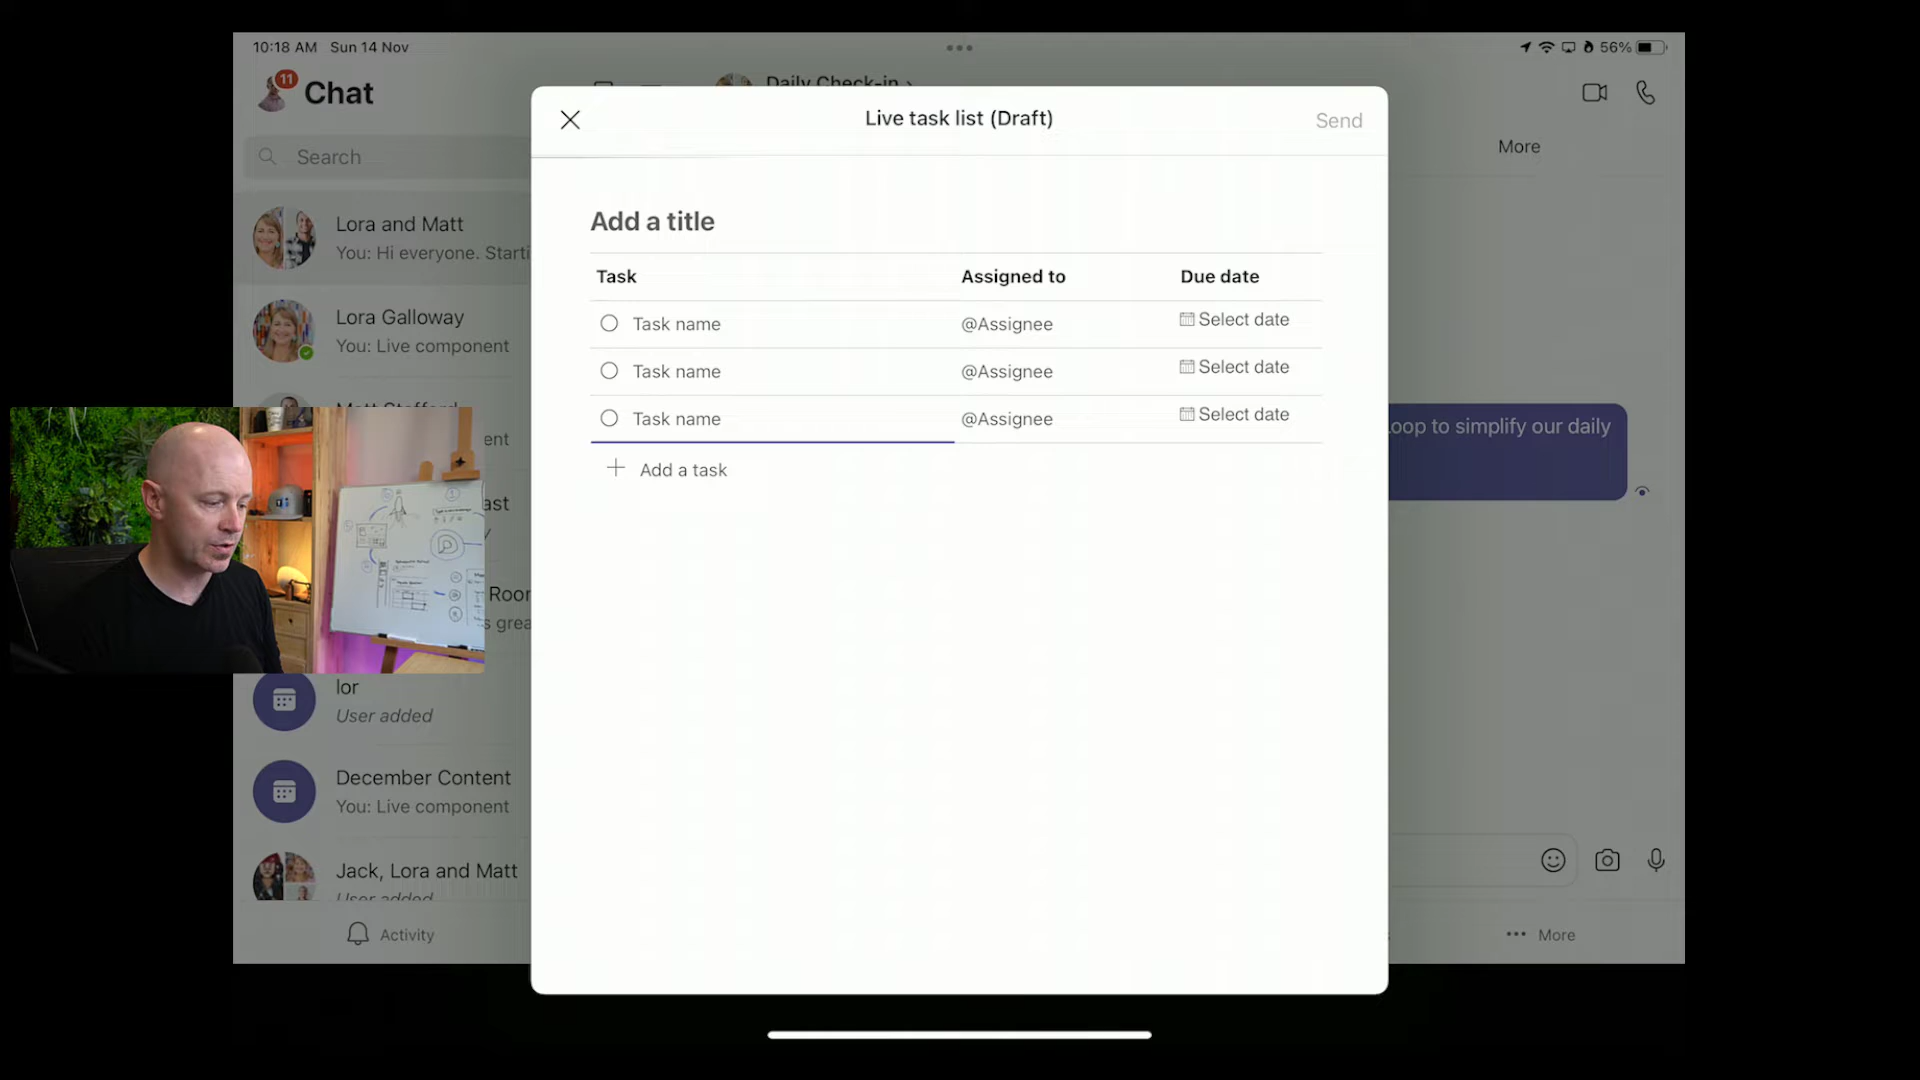 10:18 AM Sun 14 Nov
56%
11
Chat
Daily Check-in
Search
More
Lora and Matt
You: Hi everyone. Starti
Lora Galloway
You: Live component
ent
ast
Roor
s grea
lor
User added
December Content
You: Live component
Jack, Lora and Matt
User added
Activity
More
oop to simplify our daily
Live task list (Draft)
Send
Add a title
Task Assigned to Due date
Task name @Assignee Select date
Task name @Assignee Select date
Task name @Assignee Select date
Add a task